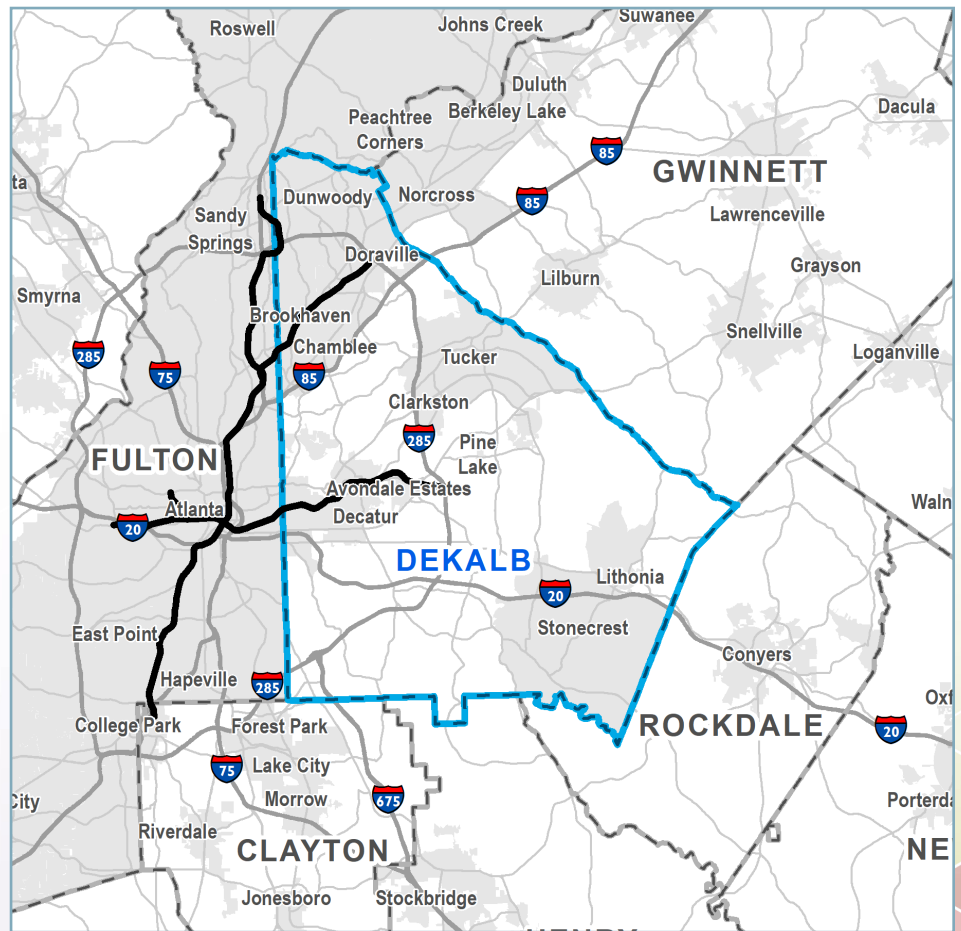 Roswell
Johns Creek
Suwanee
Duluth
Berkeley Lake
Dacula
Peachtree
Corners
85
GWINNETT
ta
Dunwoody
Norcross
85
Sandy
Springs
Lawrenceville
Doraville
Lilburn
Grayson
Smyrna
Brookhaven
Snellville
285
75
Chamblee
85
Tucker
Loganville
Clarkston
285
Pine
Lake
FULTON
Avondale Estates
Atlanta
Decatur
Waln
20
DEKALB
Lithonia
20
Stonecrest
East Point
Conyers
Hapeville
285
College Park
Forest Park
ROCKDALE
Oxf
20
75
Lake City
Morrow
675
City
Porterda
Riverdale
CLAYTON
NE
Jonesboro
Stockbridge
HENRY